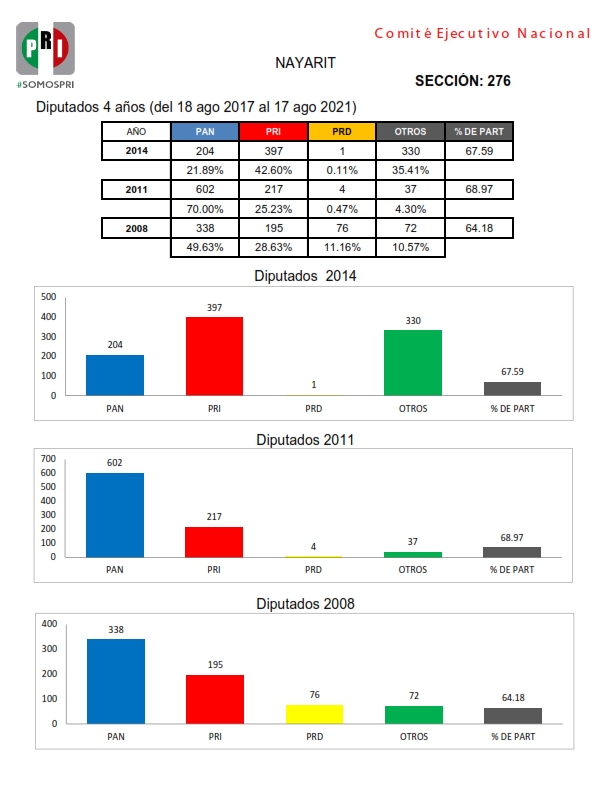 Comité Ejecutivo Nacional
PRI
#SOMOSPRI
NAYARIT
SECCIÓN: 276
Diputados 4 años (del 18 ago 2017 al 17 ago 2021)
AÑO PAN PRI PRD OTROS % DE PART
2014 204 397 1 330 67.59
21.89% 42.60% 0.11% 35.41%
2011 602 217 4 37 68.97
70.00% 25.23% 0.47% 4.30%
2008 338 195 76 72 64.18
49.63% 28.63% 11.16% 10.57%
Diputados 2014
500
400
300
200
100
0
204
397
1
330
67.59
PAN PRI PRD OTROS % DE PART
Diputados 2011
700
600
500
400
300
200
100
0
602
217
4
37
68.97
PAN PRI PRD OTROS % DE PART
Diputados 2008
400
300
200
100
0
338
195
76
72
64.18
PAN PRI PRD OTROS % DE PART